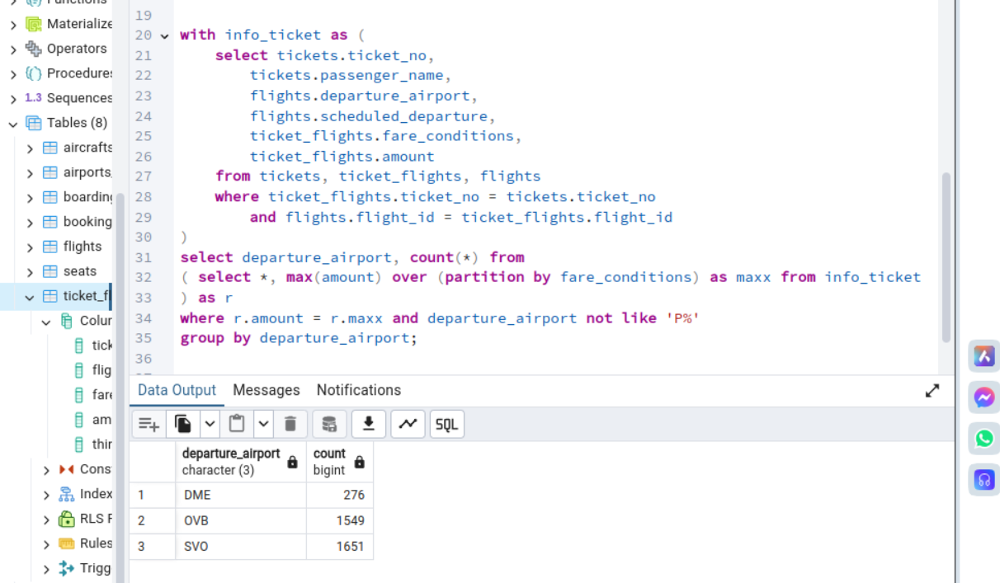 Functions
Materialize
Operators
Procedures
1.3 Sequences
Tables (8)
aircrafts
airports
boarding
booking
flights
seats
ticket_fl
Colur
tick
flig
fare
am
thir
Cons
Index
RLS F
Rules
Trigg
19
20 with info_ticket as (
21 select tickets.ticket_no,
22 tickets.passenger_name,
23 flights.departure_airport,
24 flights.scheduled_departure,
25 ticket_flights.fare_conditions,
26 ticket_flights.amount
27 from tickets, ticket_flights, flights
28 where ticket_flights.ticket_no = tickets.ticket_no
29 and flights.flight_id = ticket_flights.flight_id
30 )
31 select departure_airport, count(*) from
32 ( select *, max(amount) over (partition by fare_conditions) as maxx from info_ticket
33 ) as r
34 where r.amount = r.maxx and departure_airport not like 'P%'
35 group by departure_airport;
36
Data Output Messages Notifications
SQL
departure_airport count
character (3) bigint
1 DME 276
2 OVB 1549
3 SVO 1651